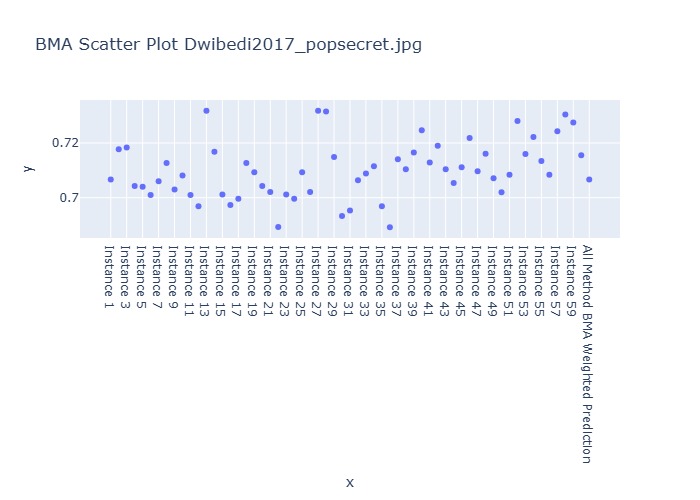 BMA Scatter Plot Dwibedi2017_popsecret.jpg
y
0.72
0.7
Instance 1
Instance 3
Instance 5
Instance 7
Instance 9
Instance 11
Instance 13
Instance 15
Instance 17
Instance 19
Instance 21
Instance 23
Instance 25
Instance 27
Instance 29
Instance 31
Instance 33
Instance 35
Instance 37
Instance 39
Instance 41
Instance 43
Instance 45
Instance 47
Instance 49
Instance 51
Instance 53
Instance 55
Instance 57
Instance 59
All Method BMA Weighted Prediction
x